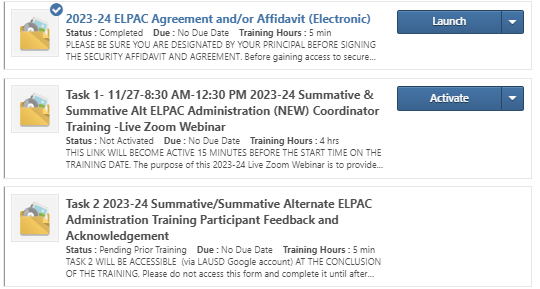 2023-24 ELPAC Agreement and/or Affidavit (Electronic)
Launch
Status : Completed Due : No Due Date Training Hours : 5 min
PLEASE BE SURE YOU ARE DESIGNATED BY YOUR PRINCIPAL BEFORE SIGNING
THE SECURITY AFFIDAVIT AND AGREEMENT. Before gaining access to secure...
Task 1- 11/27-8:30 AM-12:30 PM 2023-24 Summative &
Activate
Summative Alt ELPAC Administration (NEW) Coordinator
Training -Live Zoom Webinar
Status : Not Activated Due : No Due Date Training Hours : 4 hrs
THIS LINK WILL BECOME ACTIVE 15 MINUTES BEFORE THE START TIME ON THE
TRAINING DATE. The purpose of this 2023-24 Live Zoom Webinar is to provide...
Task 2 2023-24 Summative/Summative Alternate ELPAC
Administration Training Participant Feedback and
Acknowledgement
Status : Pending Prior Training Due : No Due Date Training Hours : 5 min
TASK 2 WILL BE ACCESSIBLE (via LAUSD Google account) AT THE CONCLUSION
OF THE TRAINING. Please do not access this form and complete it until after...